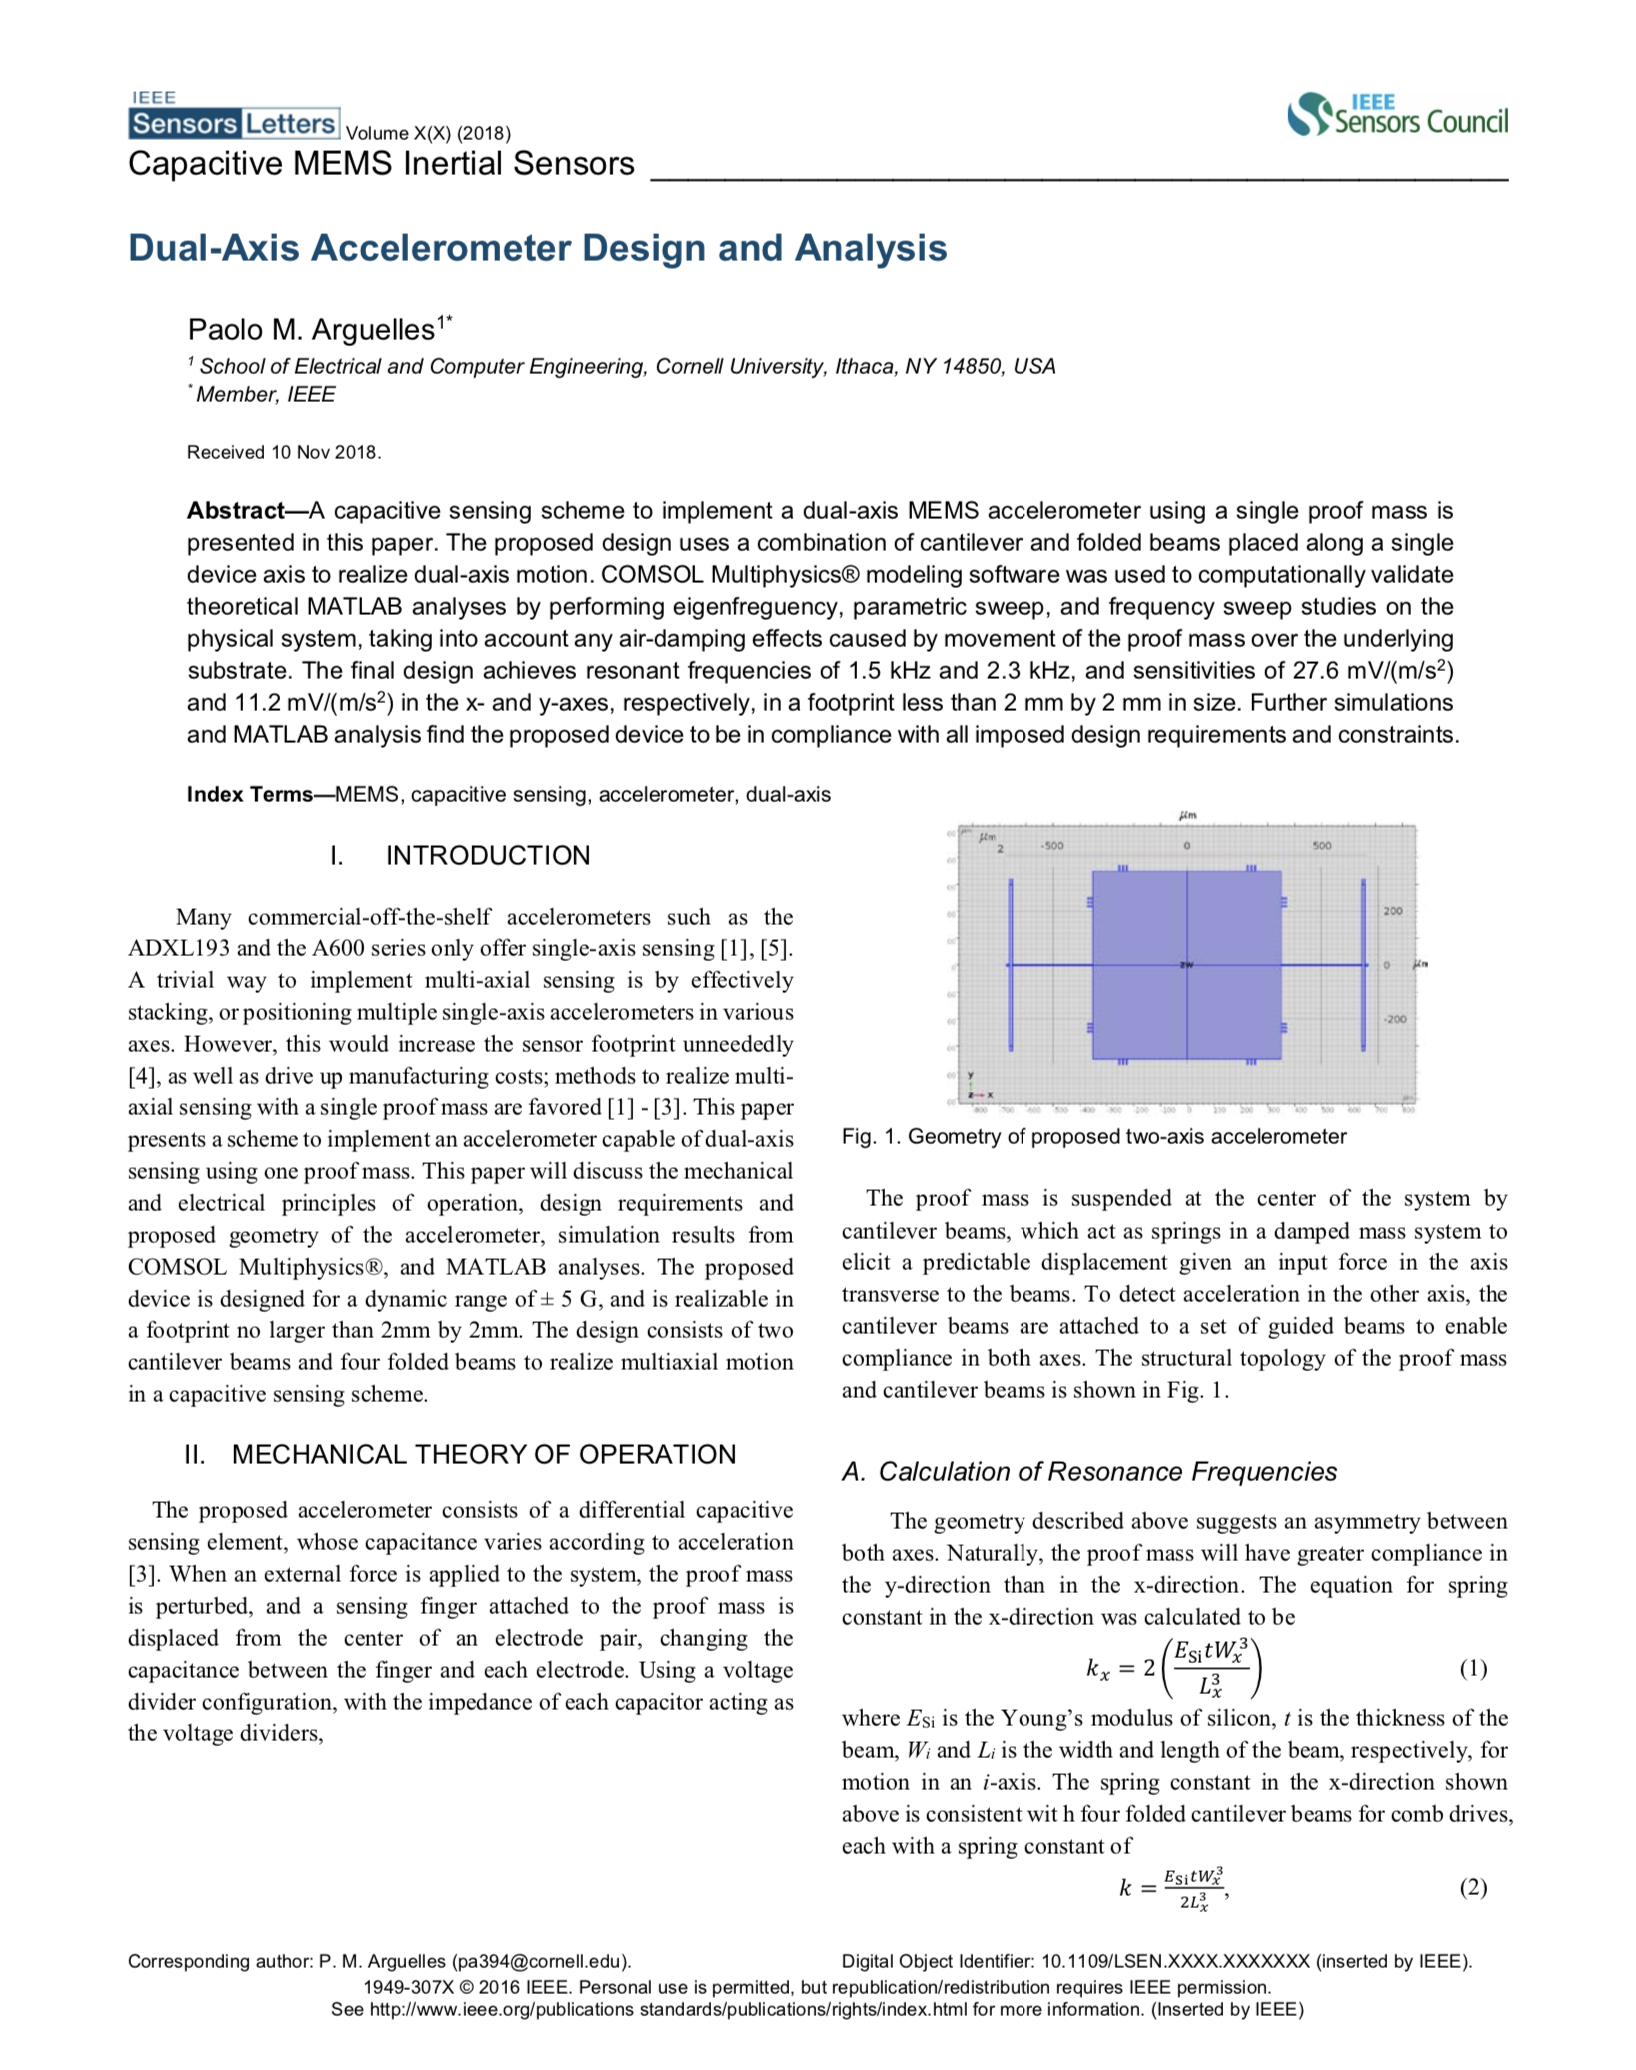 IEEE
Sensors Letters Volume X(X) (2018)
Capacitive MEMS Inertial Sensors
IEEE
Sensors Council
Dual-Axis Accelerometer Design and Analysis
Paolo M. Arguelles1*
1 School of Electrical and Computer Engineering, Cornell University, Ithaca, NY 14850, USA
* Member, IEEE
Received 10 Nov 2018.
Abstract—A capacitive sensing scheme to implement a dual-axis MEMS accelerometer using a single proof mass is
presented in this paper. The proposed design uses a combination of cantilever and folded beams placed along a single
device axis to realize dual-axis motion. COMSOL Multiphysics® modeling software was used to computationally validate
theoretical MATLAB analyses by performing eigenfreguency, parametric sweep, and frequency sweep studies on the
physical system, taking into account any air-damping effects caused by movement of the proof mass over the underlying
substrate. The final design achieves resonant frequencies of 1.5 kHz and 2.3 kHz, and sensitivities of 27.6 mV/(m/s²)
and 11.2 mV/(m/s²) in the x- and y-axes, respectively, in a footprint less than 2 mm by 2 mm in size. Further simulations
and MATLAB analysis find the proposed device to be in compliance with all imposed design requirements and constraints.
Index Terms—MEMS, capacitive sensing, accelerometer, dual-axis
I. INTRODUCTION
Many commercial-off-the-shelf accelerometers such as the
ADXL193 and the A600 series only offer single-axis sensing [1], [5].
A trivial way to implement multi-axial sensing is by effectively
stacking, or positioning multiple single-axis accelerometers in various
axes. However, this would increase the sensor footprint unneededly
[4], as well as drive up manufacturing costs; methods to realize multi-
axial sensing with a single proof mass are favored [1] - [3]. This paper
presents a scheme to implement an accelerometer capable of dual-axis
sensing using one proof mass. This paper will discuss the mechanical
and electrical principles of operation, design requirements and
proposed geometry of the accelerometer, simulation results from
COMSOL Multiphysics®, and MATLAB analyses. The proposed
device is designed for a dynamic range of ± 5 G, and is realizable in
a footprint no larger than 2mm by 2mm. The design consists of two
cantilever beams and four folded beams to realize multiaxial motion
in a capacitive sensing scheme.
II. MECHANICAL THEORY OF OPERATION
The proposed accelerometer consists of a differential capacitive
sensing element, whose capacitance varies according to acceleration
[3]. When an external force is applied to the system, the proof mass
is perturbed, and a sensing finger attached to the proof mass is
displaced from the center of an electrode pair, changing the
capacitance between the finger and each electrode. Using a voltage
divider configuration, with the impedance of each capacitor acting as
the voltage dividers,
µm
µm
2 -500 0 500
200
0 µm
-200
y
z x
-800 -700 -600 -500 -400 -300 -200 -100 0 100 200 300 400 500 600 700 800
Fig. 1. Geometry of proposed two-axis accelerometer
The proof mass is suspended at the center of the system by
cantilever beams, which act as springs in a damped mass system to
elicit a predictable displacement given an input force in the axis
transverse to the beams. To detect acceleration in the other axis, the
cantilever beams are attached to a set of guided beams to enable
compliance in both axes. The structural topology of the proof mass
and cantilever beams is shown in Fig. 1.
A. Calculation of Resonance Frequencies
The geometry described above suggests an asymmetry between
both axes. Naturally, the proof mass will have greater compliance in
the y-direction than in the x-direction. The equation for spring
constant in the x-direction was calculated to be
k_x = 2(E_Si t W_x^3 / L_x^3) (1)
where E_Si is the Young's modulus of silicon, t is the thickness of the
beam, W_i and L_i is the width and length of the beam, respectively, for
motion in an i-axis. The spring constant in the x-direction shown
above is consistent wit h four folded cantilever beams for comb drives,
each with a spring constant of
k = E_Si t W_x^3 / 2L_x^3, (2)
Corresponding author: P. M. Arguelles (pa394@cornell.edu).
Digital Object Identifier: 10.1109/LSEN.XXXX.XXXXXXX (inserted by IEEE).
1949-307X © 2016 IEEE. Personal use is permitted, but republication/redistribution requires IEEE permission.
See http://www.ieee.org/publications standards/publications/rights/index.html for more information. (Inserted by IEEE)